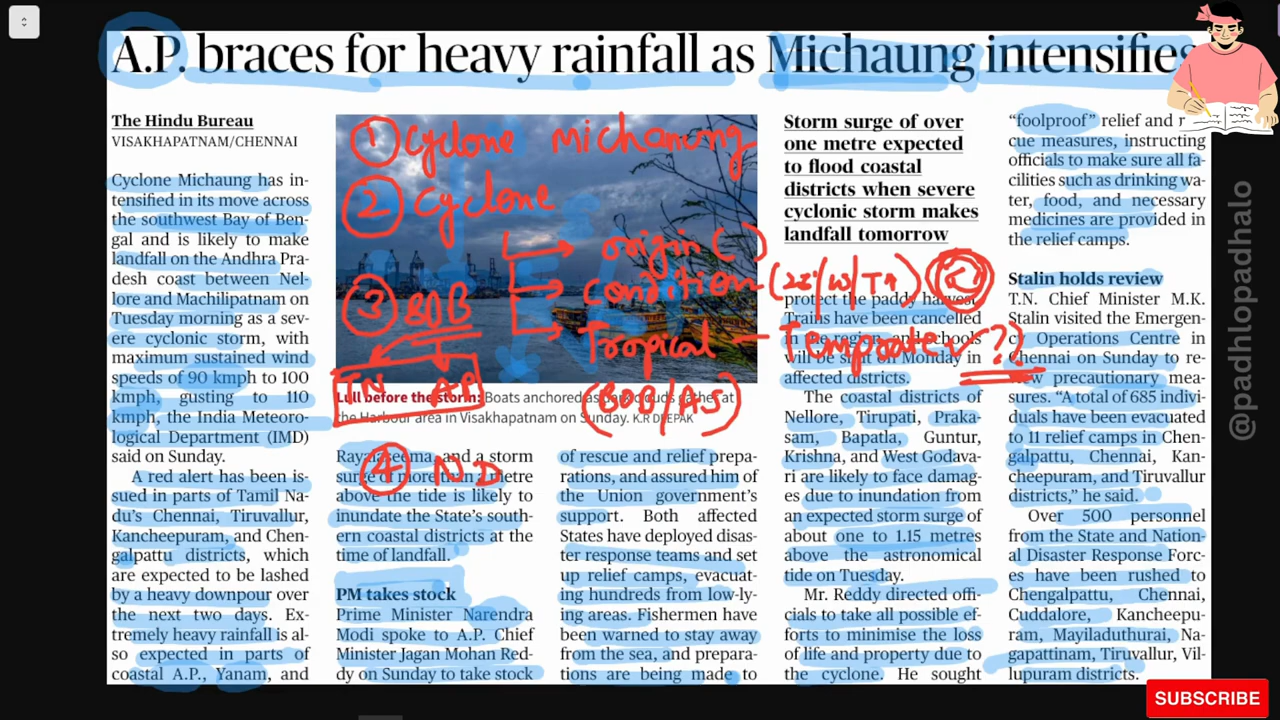 A.P. braces for heavy rainfall as Michaung intensifies
The Hindu Bureau
VISAKHAPATNAM/CHENNAI
Cyclone Michaung has in-
tensified in its move across
the southwest Bay of Ben-
gal and is likely to make
landfall on the Andhra Pra-
desh coast between Nel-
lore and Machilipatnam on
Tuesday morning as a sev-
ere cyclonic storm, with
maximum sustained wind
speeds of 90 kmph to 100
kmph, gusting to 110
kmph, the India Meteoro-
logical Department (IMD)
said on Sunday.
A red alert has been is-
sued in parts of Tamil Na-
du's Chennai, Tiruvallur,
Kancheepuram, and Chen-
galpattu districts, which
are expected to be lashed
by a heavy downpour over
the next two days. Ex-
tremely heavy rainfall is al-
so expected in parts of
coastal A.P., Yanam, and
① Cyclone Michanung
② Cyclone
origin ( )
Condition
③ BOB
Tropical — Temprate ??
TN AP
(BOB/AS)
④ ND
Lull before the storm: Boats anchored as clouds gather at
the Harbour area in Visakhapatnam on Sunday. K.R DEEPAK
Rayalaseema, and a storm
surge of more than a metre
above the tide is likely to
inundate the State's south-
ern coastal districts at the
time of landfall.
PM takes stock
Prime Minister Narendra
Modi spoke to A.P. Chief
Minister Jagan Mohan Red-
dy on Sunday to take stock
of rescue and relief prepa-
rations, and assured him of
the Union government's
support. Both affected
States have deployed disas-
ter response teams and set
up relief camps, evacuat-
ing hundreds from low-ly-
ing areas. Fishermen have
been warned to stay away
from the sea, and prepara-
tions are being made to
Storm surge of over
one metre expected
to flood coastal
districts when severe
cyclonic storm makes
landfall tomorrow
protect the paddy harvest.
Trains have been cancelled
in the region, and schools
will be shut on Monday in
affected districts.
The coastal districts of
Nellore, Tirupati, Praka-
sam, Bapatla, Guntur,
Krishna, and West Godava-
ri are likely to face damag-
es due to inundation from
an expected storm surge of
about one to 1.15 metres
above the astronomical
tide on Tuesday.
Mr. Reddy directed offi-
cials to take all possible ef-
forts to minimise the loss
of life and property due to
the cyclone. He sought
"foolproof" relief and
cue measures, instructing
officials to make sure all fa-
cilities such as drinking wa-
ter, food, and necessary
medicines are provided in
the relief camps.
Stalin holds review
T.N. Chief Minister M.K.
Stalin visited the Emergen-
cy Operations Centre in
Chennai on Sunday to re-
view precautionary mea-
sures. "A total of 685 indivi-
duals have been evacuated
to 11 relief camps in Chen-
galpattu, Chennai, Kan-
cheepuram, and Tiruvallur
districts," he said.
Over 500 personnel
from the State and Nation-
al Disaster Response Forc-
es have been rushed to
Chengalpattu, Chennai,
Cuddalore, Kancheepu-
ram, Mayiladuthurai, Na-
gapattinam, Tiruvallur, Vil-
lupuram districts.
@padhlopadhalo
SUBSCRIBE